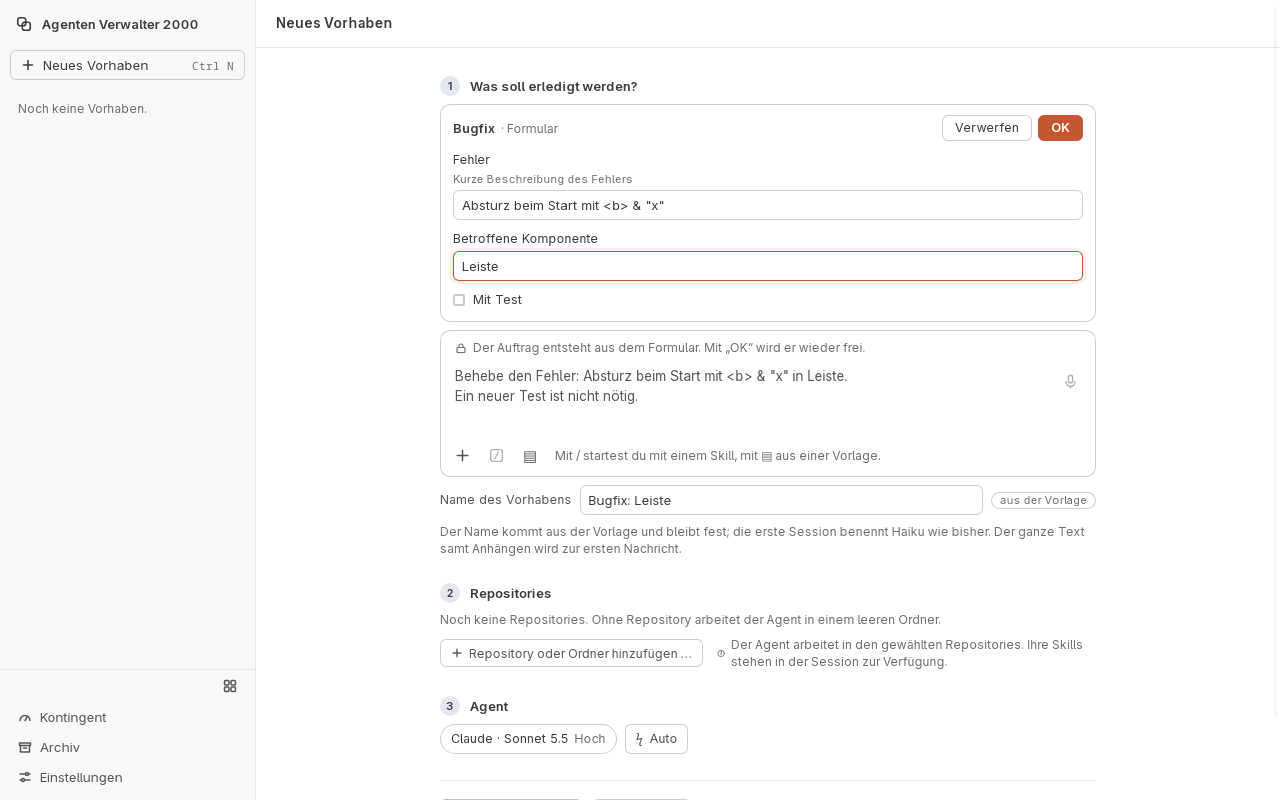 Agenten Verwalter 2000
Neues Vorhaben Ctrl N
Noch keine Vorhaben.
Kontingent
Archiv
Einstellungen
Neues Vorhaben
1 Was soll erledigt werden?
Bugfix · Formular Verwerfen OK
Fehler
Kurze Beschreibung des Fehlers
Absturz beim Start mit <b> & "x"
Betroffene Komponente
Leiste
Mit Test
Der Auftrag entsteht aus dem Formular. Mit „OK“ wird er wieder frei.
Behebe den Fehler: Absturz beim Start mit <b> & "x" in Leiste.
Ein neuer Test ist nicht nötig.
Mit / startest du mit einem Skill, mit ▤ aus einer Vorlage.
Name des Vorhabens Bugfix: Leiste aus der Vorlage
Der Name kommt aus der Vorlage und bleibt fest; die erste Session benennt Haiku wie bisher. Der ganze Text
samt Anhängen wird zur ersten Nachricht.
2 Repositories
Noch keine Repositories. Ohne Repository arbeitet der Agent in einem leeren Ordner.
Repository oder Ordner hinzufügen …
Der Agent arbeitet in den gewählten Repositories. Ihre Skills
stehen in der Session zur Verfügung.
3 Agent
Claude · Sonnet 5.5 Hoch Auto